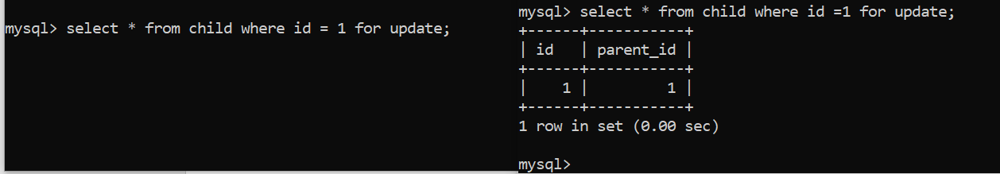 mysql> select * from child where id = 1 for update;
mysql> select * from child where id =1 for update;
+------+-----------+
| id   | parent_id |
+------+-----------+
|    1 |         1 |
+------+-----------+
1 row in set (0.00 sec)
mysql>